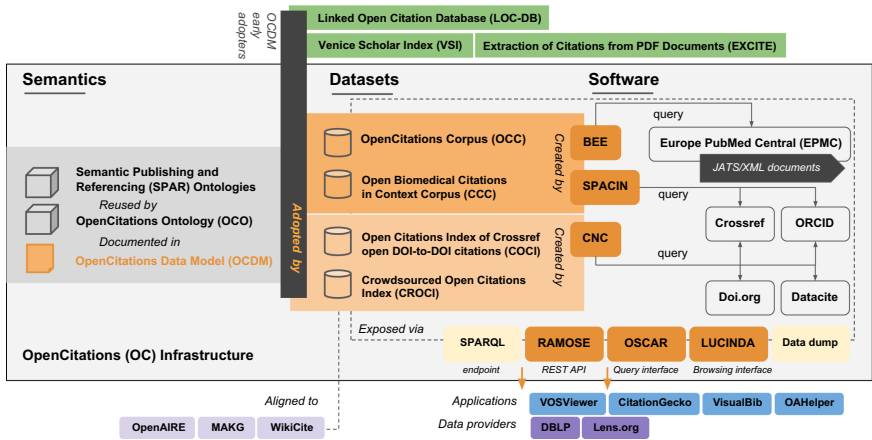 OCDM
early
adopters
Linked Open Citation Database (LOC-DB)
Venice Scholar Index (VSI)
Extraction of Citations from PDF Documents (EXCITE)
Semantics
Datasets
Software
Semantic Publishing and
Referencing (SPAR) Ontologies
Reused by
OpenCitations Ontology (OCO)
Documented in
OpenCitations Data Model (OCDM)
Adopted by
OpenCitations Corpus (OCC)
Open Biomedical Citations
in Context Corpus (CCC)
Created by
Open Citations Index of Crossref
open DOI-to-DOI citations (COCI)
Crowdsourced Open Citations
Index (CROCI)
Created by
BEE
SPACIN
CNC
query
Europe PubMed Central (EPMC)
JATS/XML documents
query
Crossref
ORCID
query
Doi.org
Datacite
Exposed via
SPARQL
RAMOSE
OSCAR
LUCINDA
Data dump
endpoint
REST API
Query interface
Browsing interface
OpenCitations (OC) Infrastructure
Aligned to
OpenAIRE
MAKG
WikiCite
Applications
VOSViewer
CitationGecko
VisualBib
OAHelper
Data providers
DBLP
Lens.org